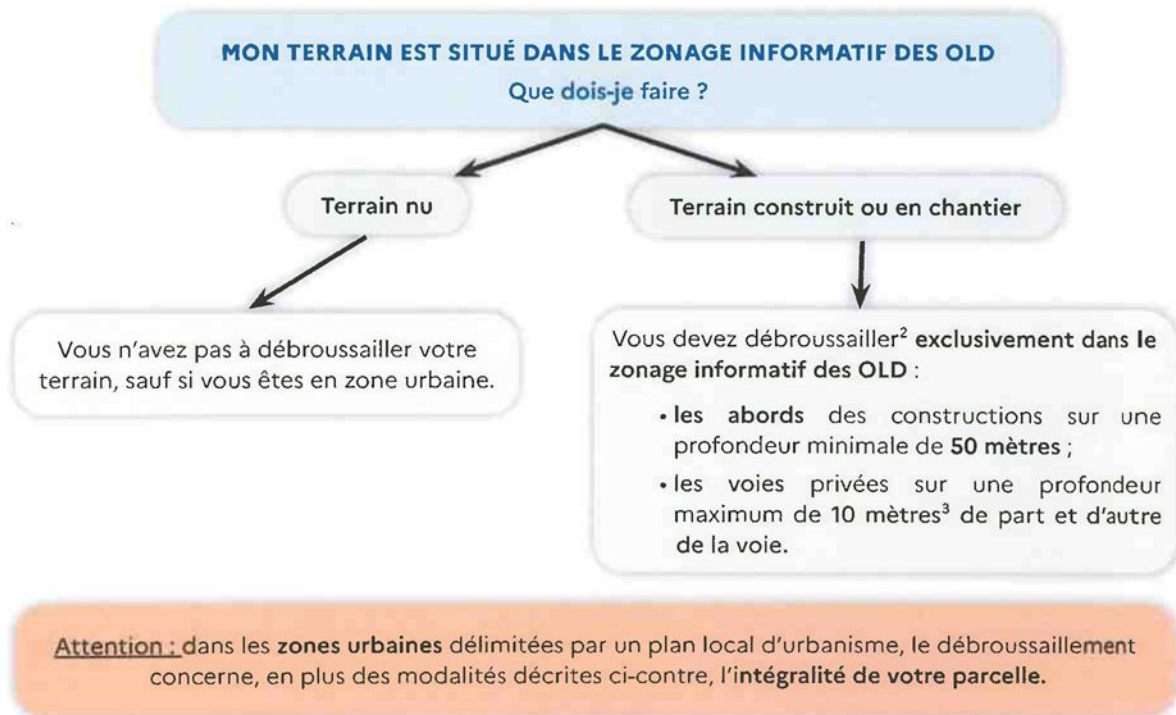 MON TERRAIN EST SITUÉ DANS LE ZONAGE INFORMATIF DES OLD
Que dois-je faire ?
Terrain nu
Terrain construit ou en chantier
Vous n'avez pas à débroussailler votre
terrain, sauf si vous êtes en zone urbaine.
Vous devez débroussailler² exclusivement dans le
zonage informatif des OLD :
• les abords des constructions sur une
profondeur minimale de 50 mètres ;
• les voies privées sur une profondeur
maximum de 10 mètres³ de part et d'autre
de la voie.
Attention : dans les zones urbaines délimitées par un plan local d'urbanisme, le débroussaillement
concerne, en plus des modalités décrites ci-contre, l'intégralité de votre parcelle.